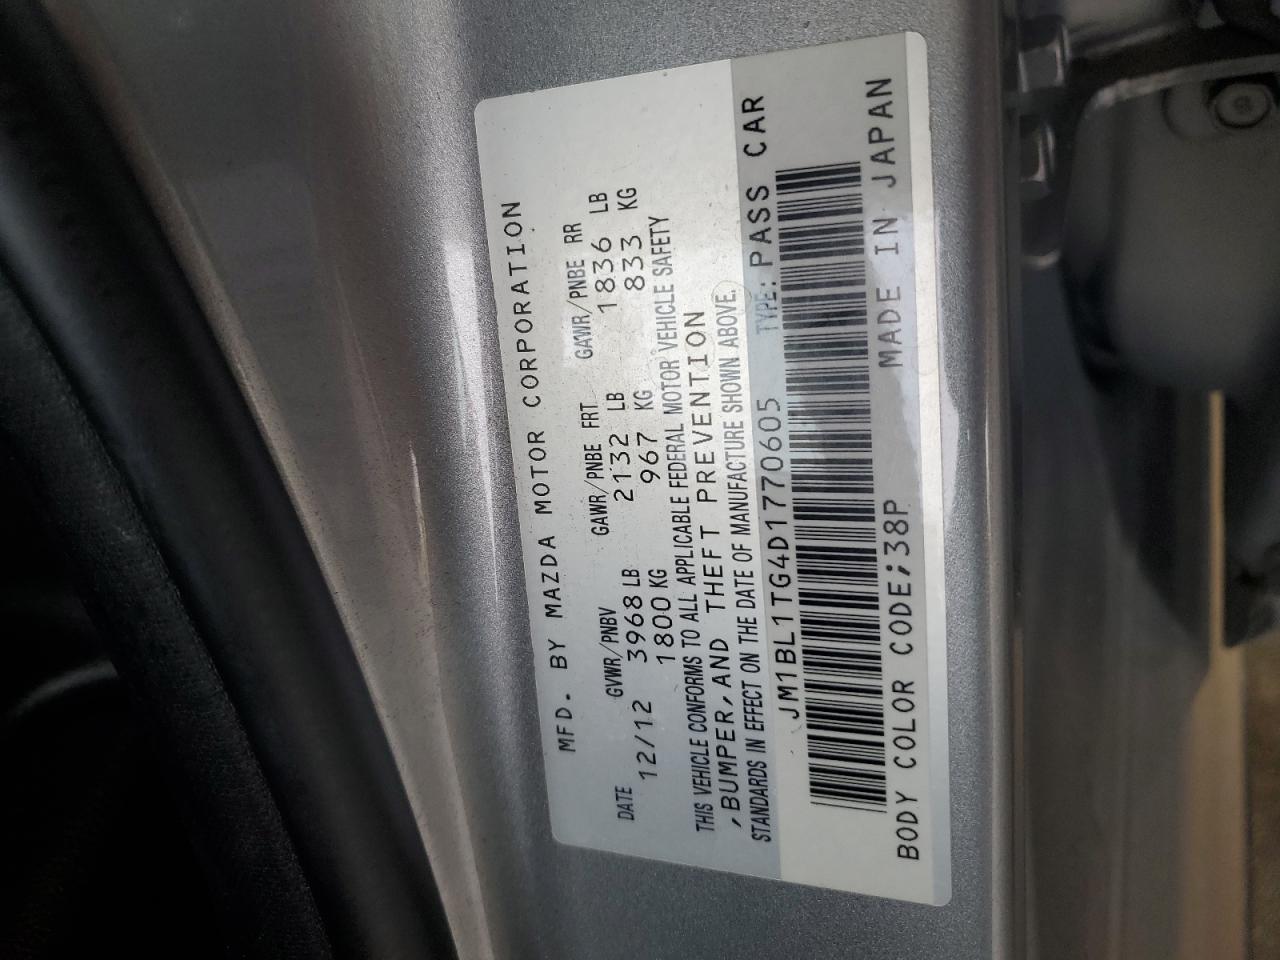 MFD. BY MAZDA MOTOR CORPORATION
DATE GVWR/PNBV GAWR/PNBE FRT GAWR/PNBE RR
12/12 3968 LB 2132 LB 1836 LB
1800 KG 967 KG 833 KG
THIS VEHICLE CONFORMS TO ALL APPLICABLE FEDERAL MOTOR VEHICLE SAFETY
,BUMPER,AND THEFT PREVENTION
STANDARDS IN EFFECT ON THE DATE OF MANUFACTURE SHOWN ABOVE.
JM1BL1TG4D1770605 TYPE: PASS CAR
BODY COLOR CODE;38P MADE IN JAPAN